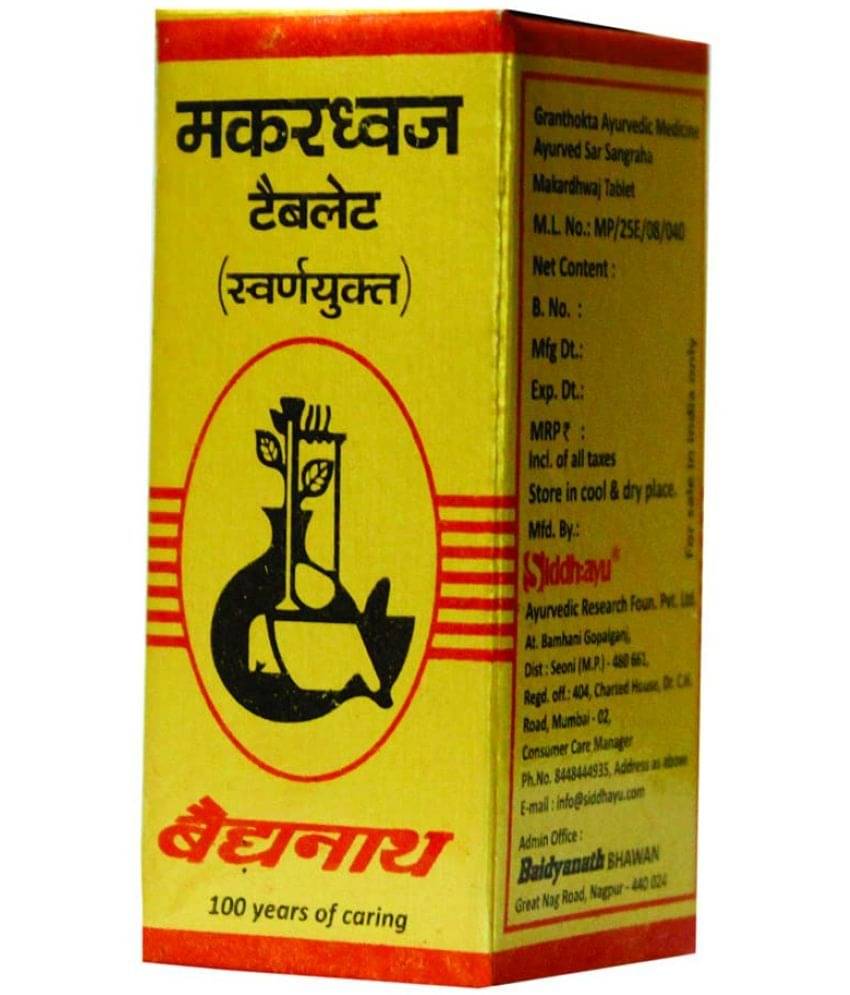 मकरध्वज
टैबलेट
(स्वर्णयुक्त)
बैद्यनाथ
100 years of caring
Granthokta Ayurvedic Medicine
Ayurved Sar Sangraha
Makardhwaj Tablet
M.L. No.: MP/25E/08/040
Net Content :
B. No. :
Mfg Dt.:
Exp. Dt.:
MRP₹ :
Incl. of all taxes
Store in cool & dry place.
Mfd. By.:
Siddhayu®
Ayurvedic Research Foun. Pvt. Ltd.
At. Bamhani Gopalganj,
Dist : Seoni (M.P.) - 480 661,
Regd. off.: 404, Charted House, Dr. C.H.
Road, Mumbai - 02,
Consumer Care Manager
Ph.No. 8448444935, Address as above
E-mail : info@siddhayu.com
Admin Office :
Baidyanath BHAWAN
Great Nag Road, Nagpur - 440 024
For sale in India only